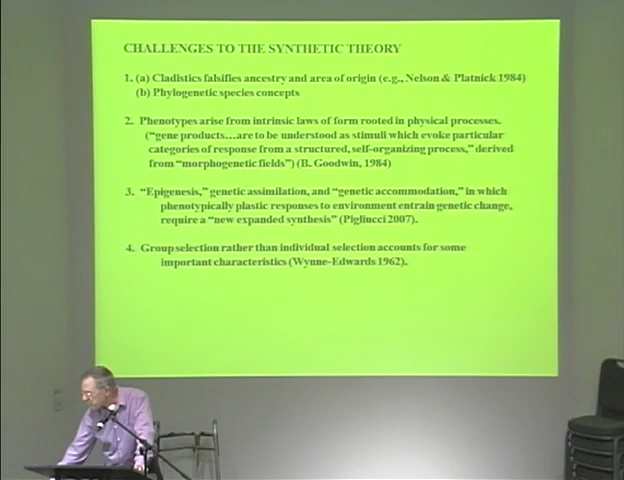 CHALLENGES TO THE SYNTHETIC THEORY
1. (a) Cladistics falsifies ancestry and area of origin (e.g., Nelson & Platnick 1984)
(b) Phylogenetic species concepts
2. Phenotypes arise from intrinsic laws of form rooted in physical processes.
("gene products…are to be understood as stimuli which evoke particular
categories of response from a structured, self-organizing process," derived
from "morphogenetic fields") (B. Goodwin, 1984)
3. "Epigenesis," genetic assimilation, and "genetic accommodation," in which
phenotypically plastic responses to environment entrain genetic change,
require a "new expanded synthesis" (Pigliucci 2007).
4. Group selection rather than individual selection accounts for some
important characteristics (Wynne-Edwards 1962).